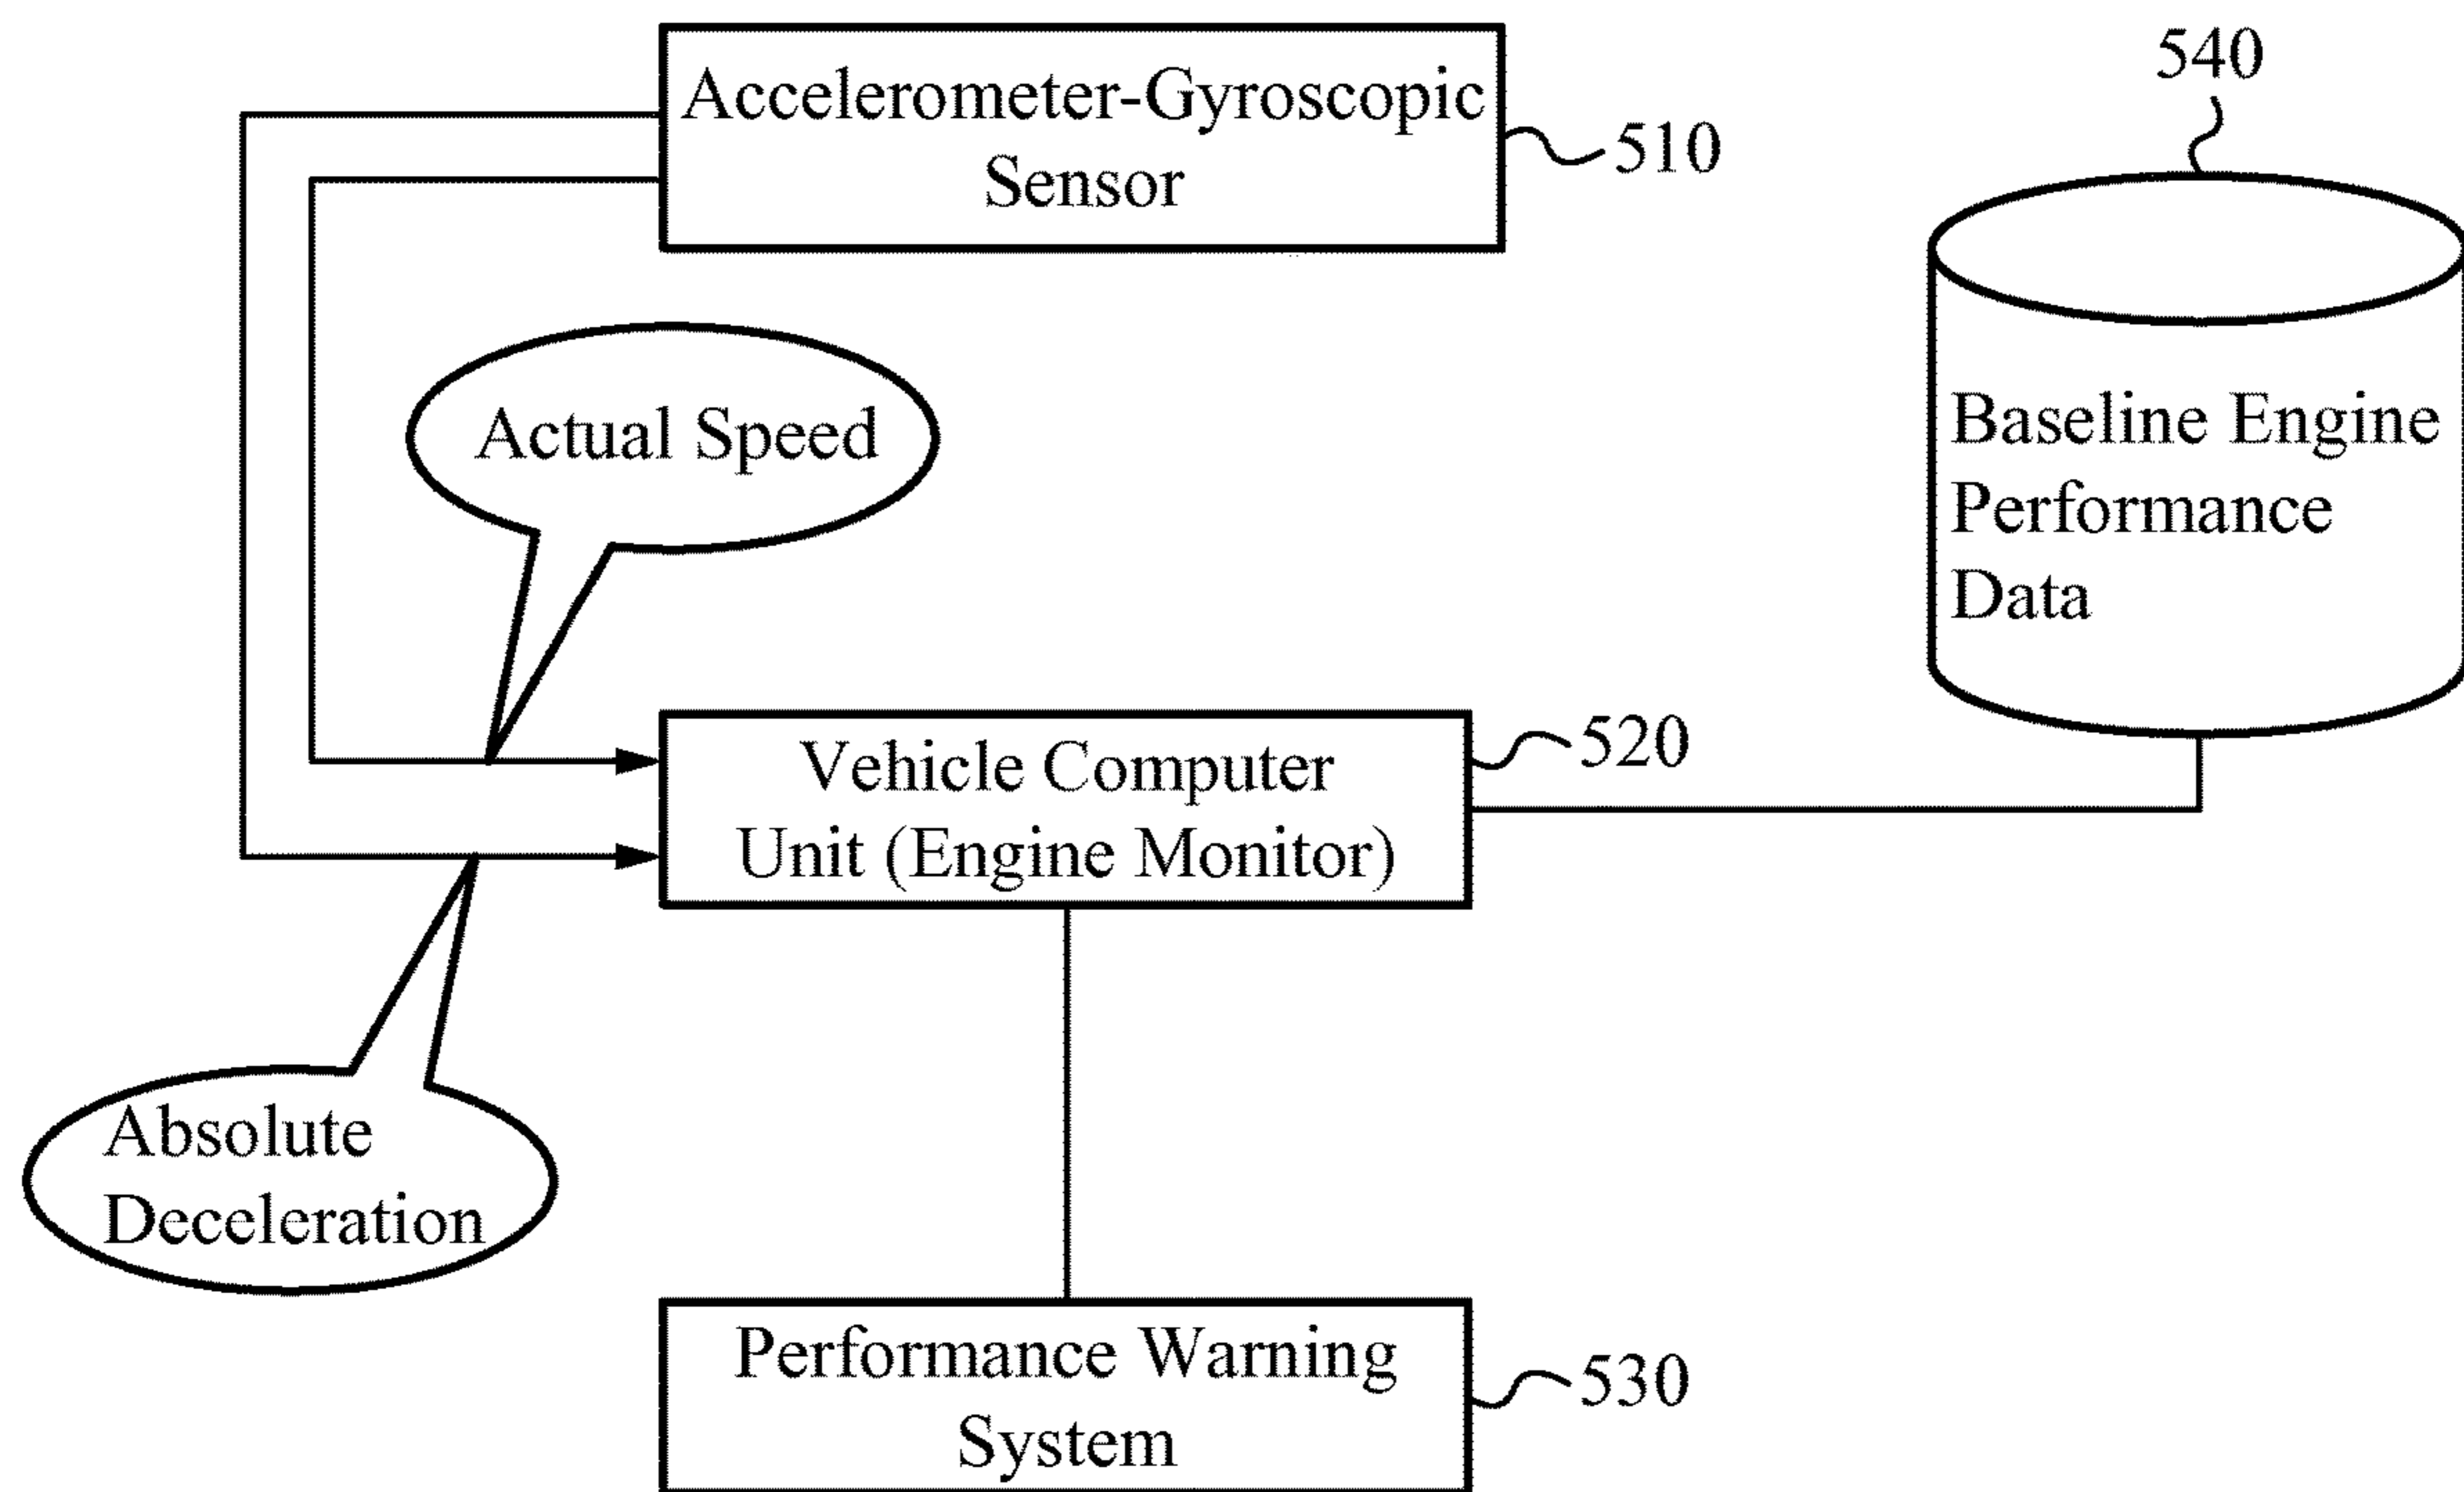 Accelerometer-Gyroscopic
Sensor
510
540
Actual Speed
Baseline Engine
Performance
Data
Vehicle Computer
Unit (Engine Monitor)
520
Absolute
Deceleration
Performance Warning
System
530